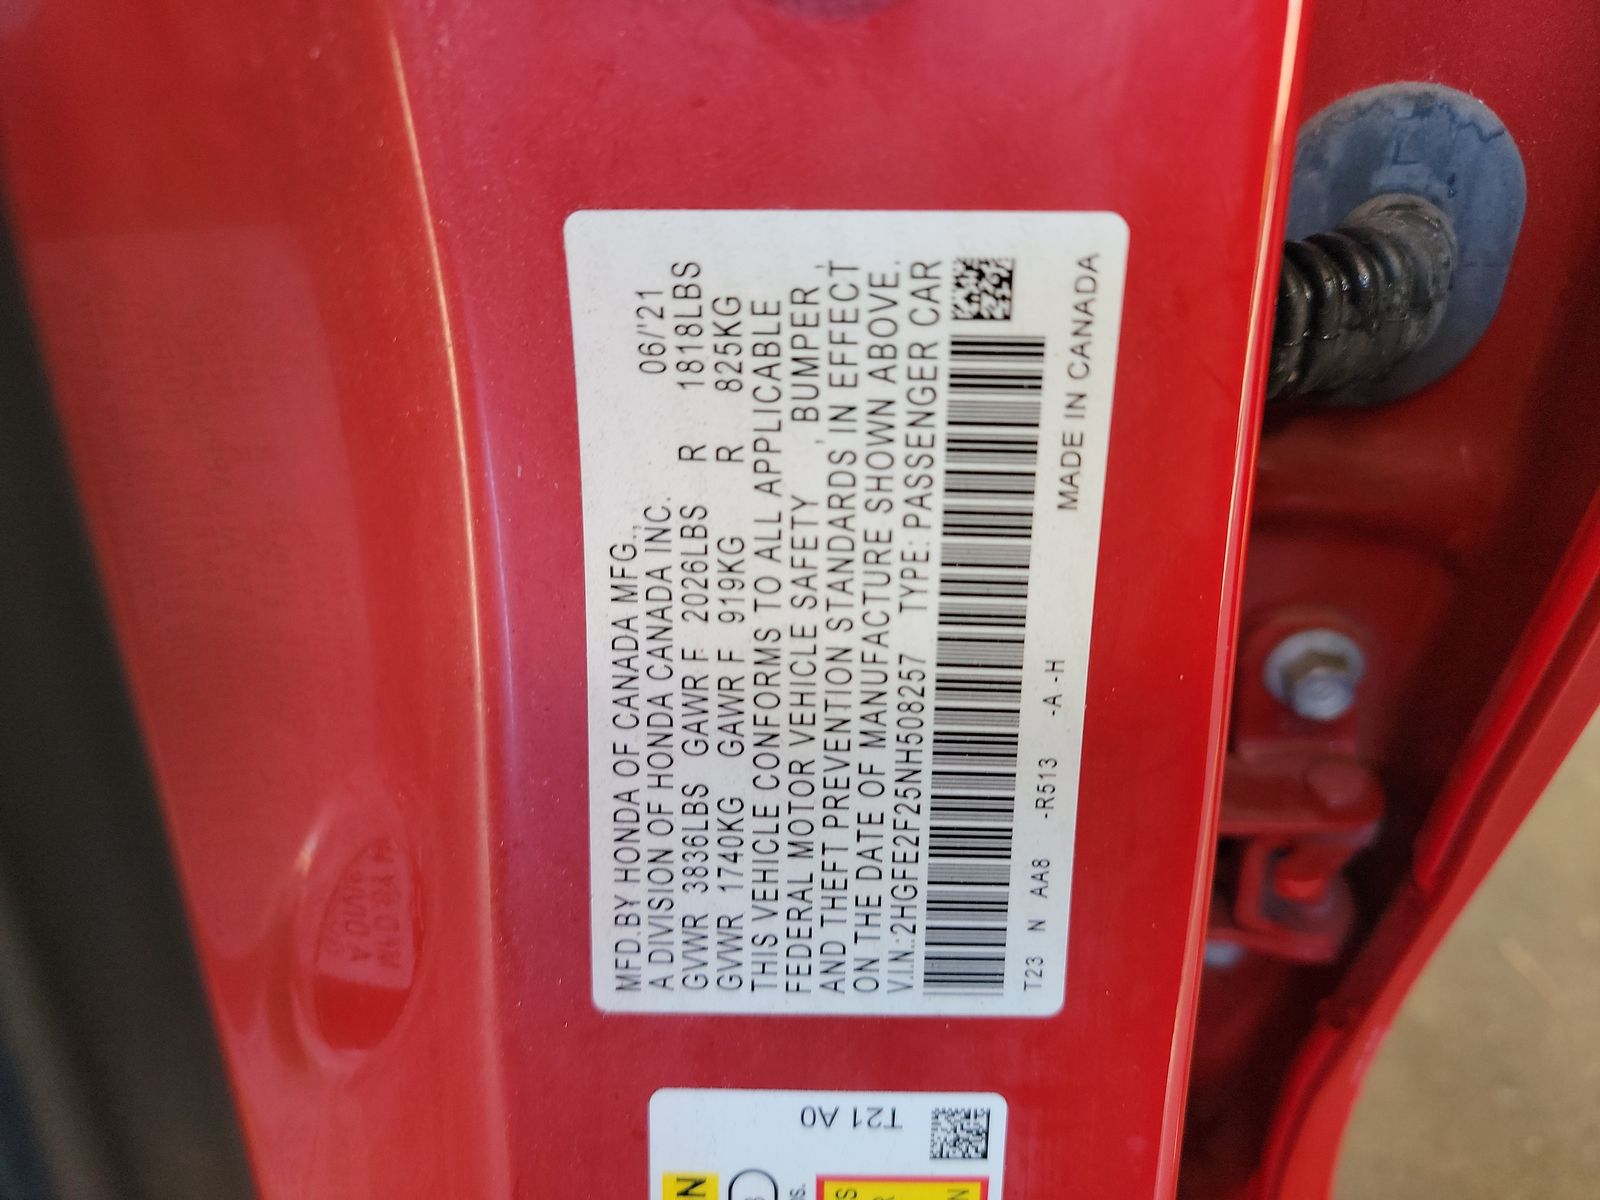 MFD.BY HONDA OF CANADA MFG.,
A DIVISION OF HONDA CANADA INC. 06/'21
GVWR 3836LBS GAWR F 2026LBS R 1818LBS
GVWR 1740KG GAWR F 919KG R 825KG
THIS VEHICLE CONFORMS TO ALL APPLICABLE
FEDERAL MOTOR VEHICLE SAFETY , BUMPER ,
AND THEFT PREVENTION STANDARDS IN EFFECT
ON THE DATE OF MANUFACTURE SHOWN ABOVE.
V.I.N.:2HGFE2F25NH508257 TYPE: PASSENGER CAR
T23 N AA8 -R513 -A -H MADE IN CANADA
T21 A0